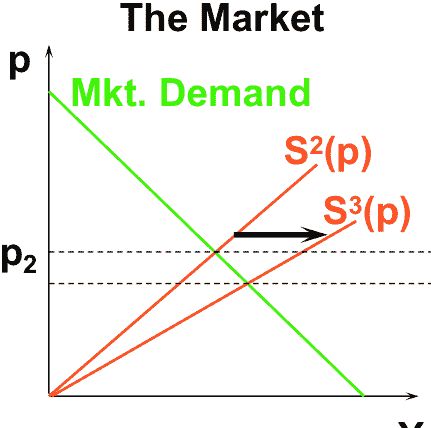 The Market
p
Mkt. Demand
S²(p)
S³(p)
p₂